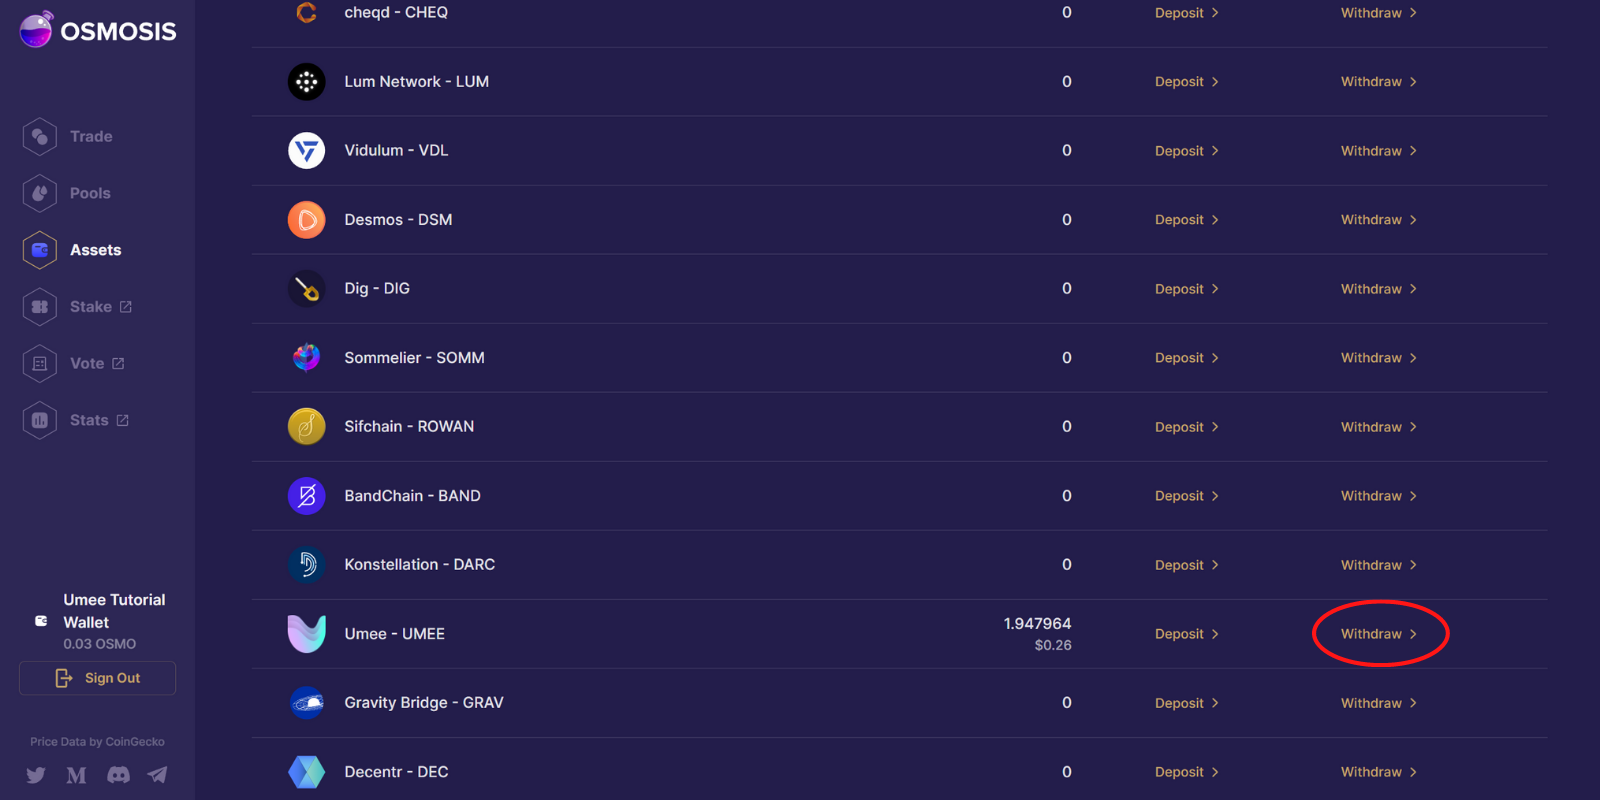 OSMOSIS
Trade
Pools
Assets
Stake
Vote
Stats
Umee Tutorial
Wallet
0.03 OSMO
Sign Out
Price Data by CoinGecko
cheqd - CHEQ 0 Deposit > Withdraw >
Lum Network - LUM 0 Deposit > Withdraw >
Vidulum - VDL 0 Deposit > Withdraw >
Desmos - DSM 0 Deposit > Withdraw >
Dig - DIG 0 Deposit > Withdraw >
Sommelier - SOMM 0 Deposit > Withdraw >
Sifchain - ROWAN 0 Deposit > Withdraw >
BandChain - BAND 0 Deposit > Withdraw >
Konstellation - DARC 0 Deposit > Withdraw >
Umee - UMEE 1.947964 Deposit > Withdraw >
$0.26
Gravity Bridge - GRAV 0 Deposit > Withdraw >
Decentr - DEC 0 Deposit > Withdraw >